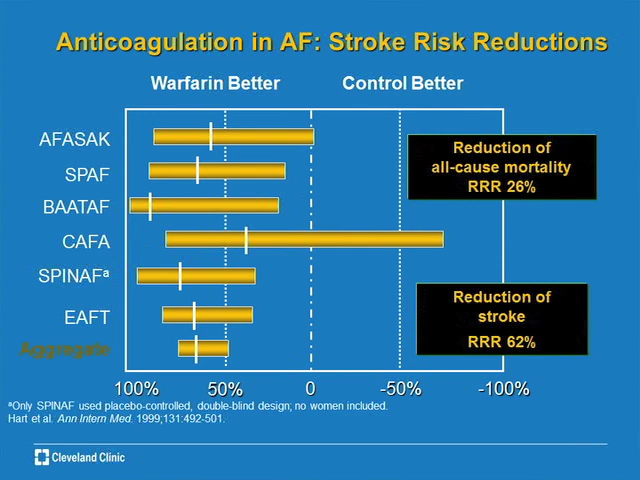 Anticoagulation in AF: Stroke Risk Reductions
Warfarin Better
Control Better
AFASAK
SPAF
BAATAF
CAFA
SPINAFª
EAFT
Aggregate
Reduction of
all-cause mortality
RRR 26%
Reduction of
stroke
RRR 62%
100%
50%
0
-50%
-100%
ªOnly SPINAF used placebo-controlled, double-blind design; no women included.
Hart et al. Ann Intern Med. 1999;131:492-501.
Cleveland Clinic